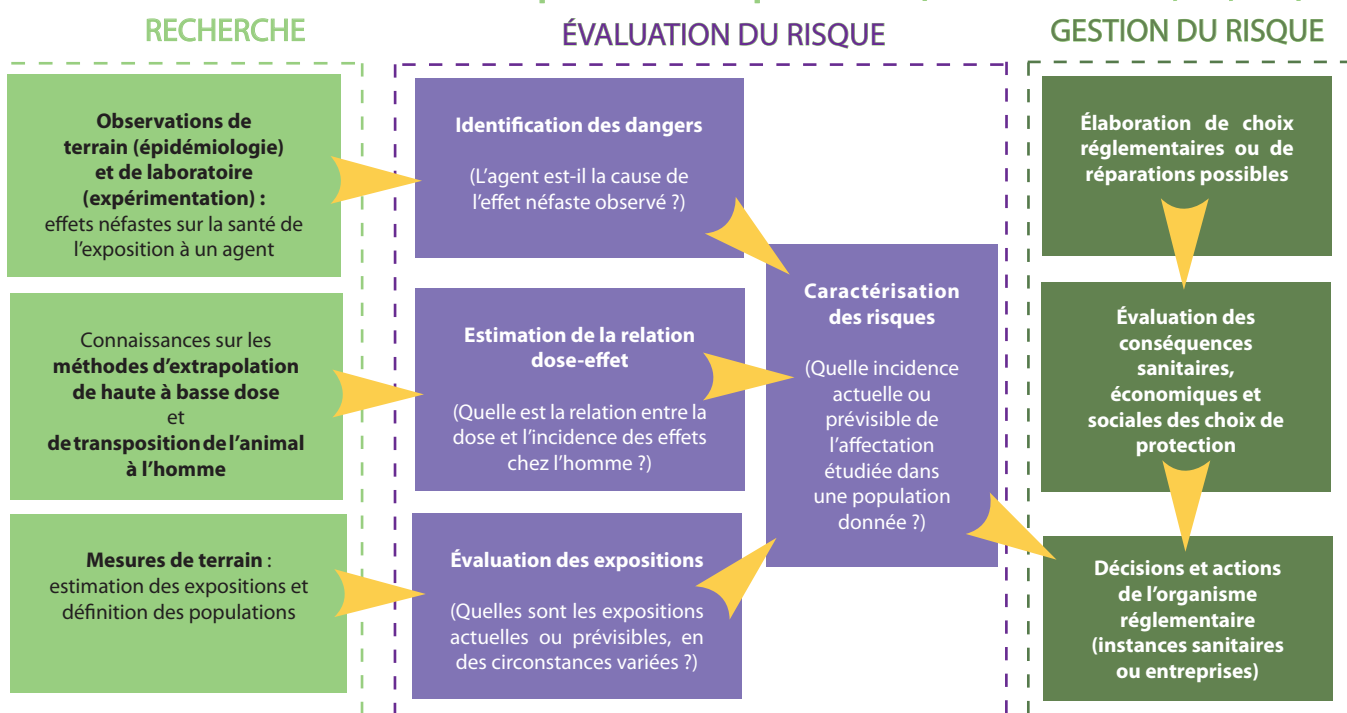 RECHERCHE
Observations de
terrain (épidémiologie)
et de laboratoire
(expérimentation) :
effets néfastes sur la santé de
l'exposition à un agent
Connaissances sur les
méthodes d'extrapolation
de haute à basse dose
et
de transposition de l'animal
à l'homme
Mesures de terrain :
estimation des expositions et
définition des populations
ÉVALUATION DU RISQUE
Identification des dangers
(L'agent est-il la cause de
l'effet néfaste observé ?)
Estimation de la relation
dose-effet
(Quelle est la relation entre la
dose et l'incidence des effets
chez l'homme ?)
Évaluation des expositions
(Quelles sont les expositions
actuelles ou prévisibles, en
des circonstances variées ?)
Caractérisation
des risques
(Quelle incidence
actuelle ou
prévisible de
l'affectation
étudiée dans
une population
donnée ?)
GESTION DU RISQUE
Élaboration de choix
réglementaires ou de
réparations possibles
Évaluation des
conséquences
sanitaires,
économiques et
sociales des choix de
protection
Décisions et actions
de l'organisme
réglementaire
(instances sanitaires
ou entreprises)